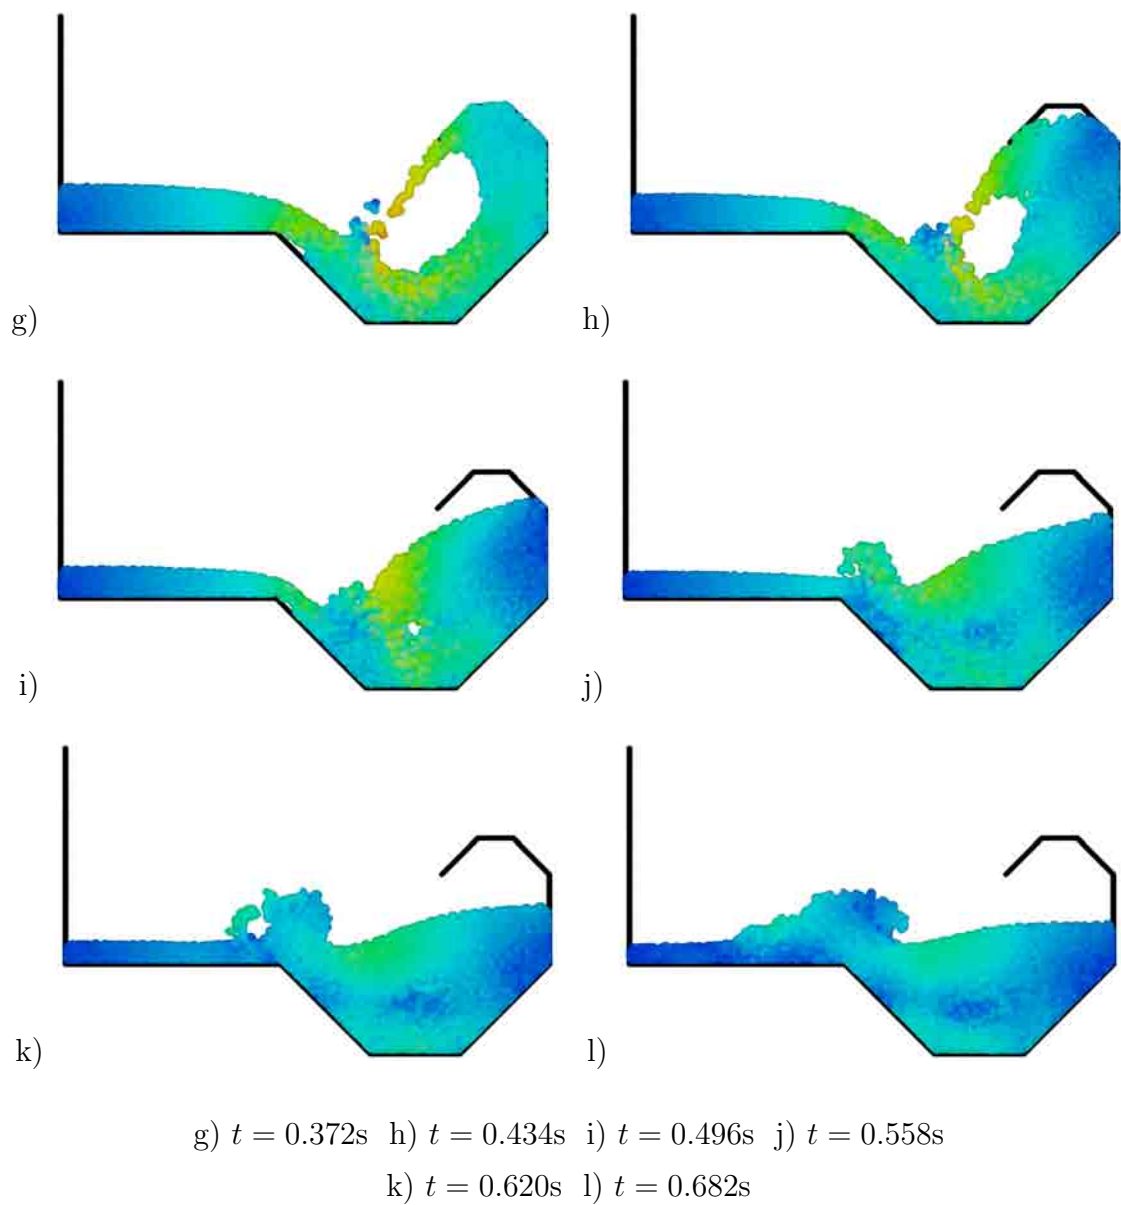 g)
h)
i)
j)
k)
l)
g) t = 0.372s h) t = 0.434s i) t = 0.496s j) t = 0.558s
k) t = 0.620s l) t = 0.682s